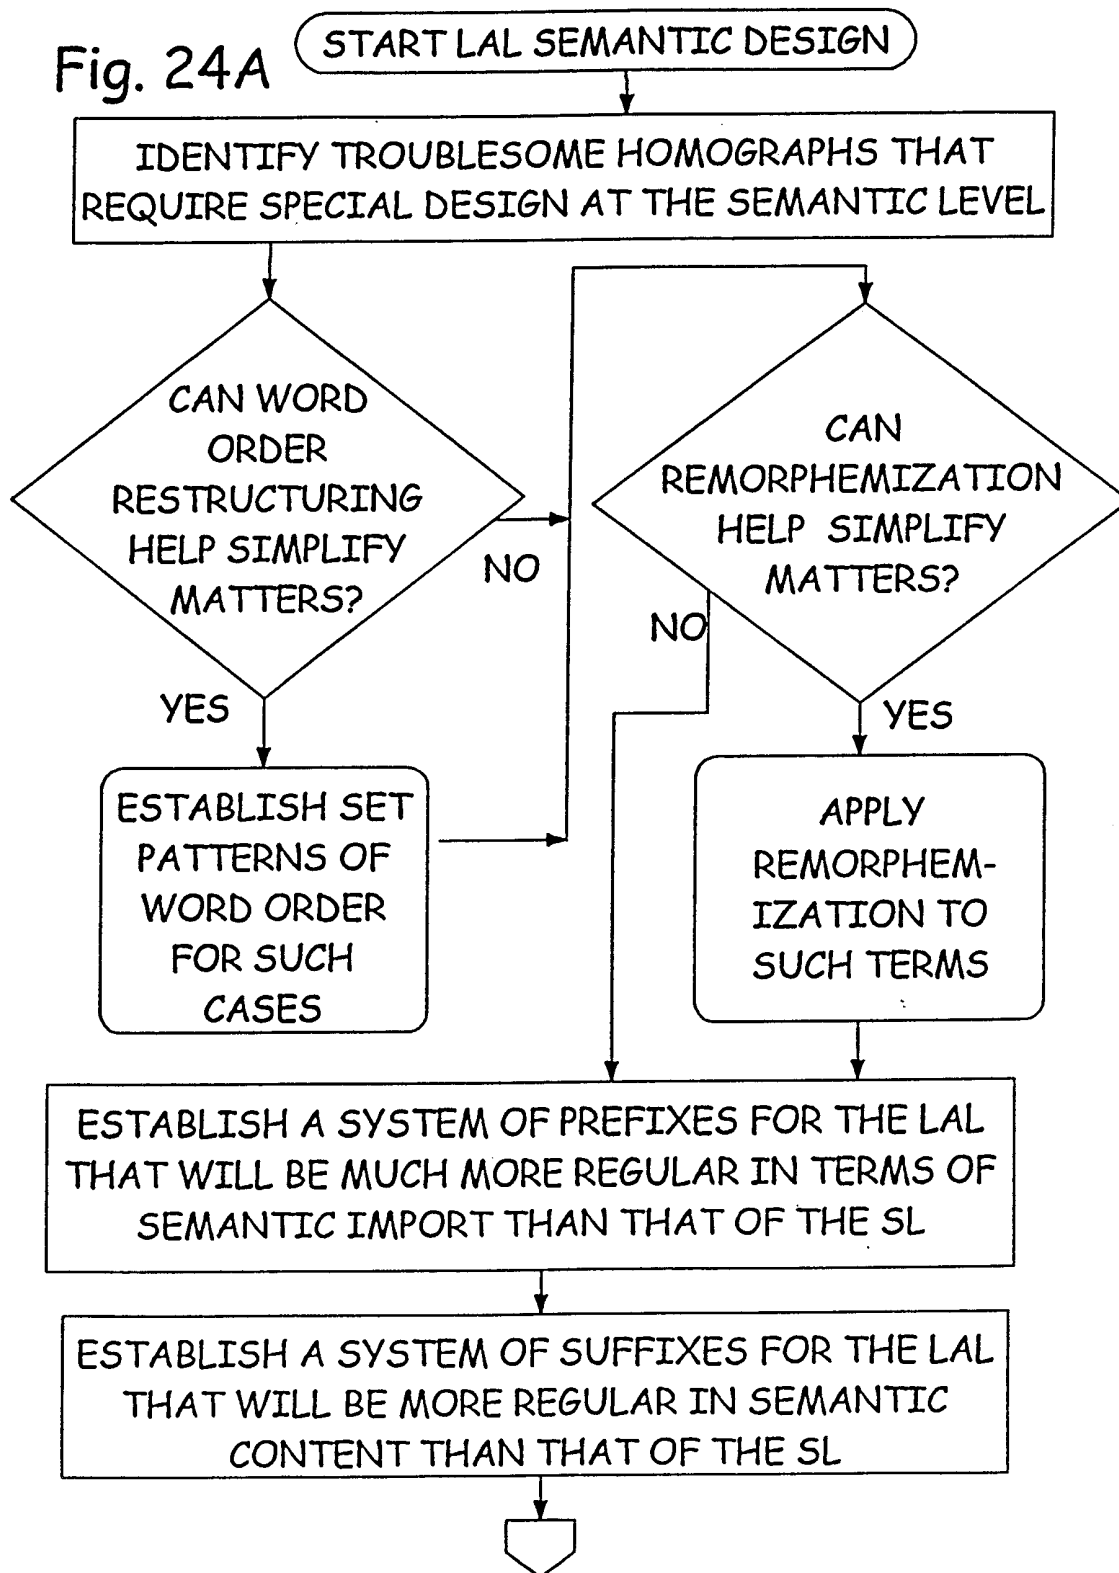 Fig. 24A
START LAL SEMANTIC DESIGN
IDENTIFY TROUBLESOME HOMOGRAPHS THAT
REQUIRE SPECIAL DESIGN AT THE SEMANTIC LEVEL
CAN WORD
ORDER
RESTRUCTURING
HELP SIMPLIFY
MATTERS?
NO
YES
ESTABLISH SET
PATTERNS OF
WORD ORDER
FOR SUCH
CASES
CAN
REMORPHEMIZATION
HELP SIMPLIFY
MATTERS?
NO
YES
APPLY
REMORPHEM-
IZATION TO
SUCH TERMS
ESTABLISH A SYSTEM OF PREFIXES FOR THE LAL
THAT WILL BE MUCH MORE REGULAR IN TERMS OF
SEMANTIC IMPORT THAN THAT OF THE SL
ESTABLISH A SYSTEM OF SUFFIXES FOR THE LAL
THAT WILL BE MORE REGULAR IN SEMANTIC
CONTENT THAN THAT OF THE SL